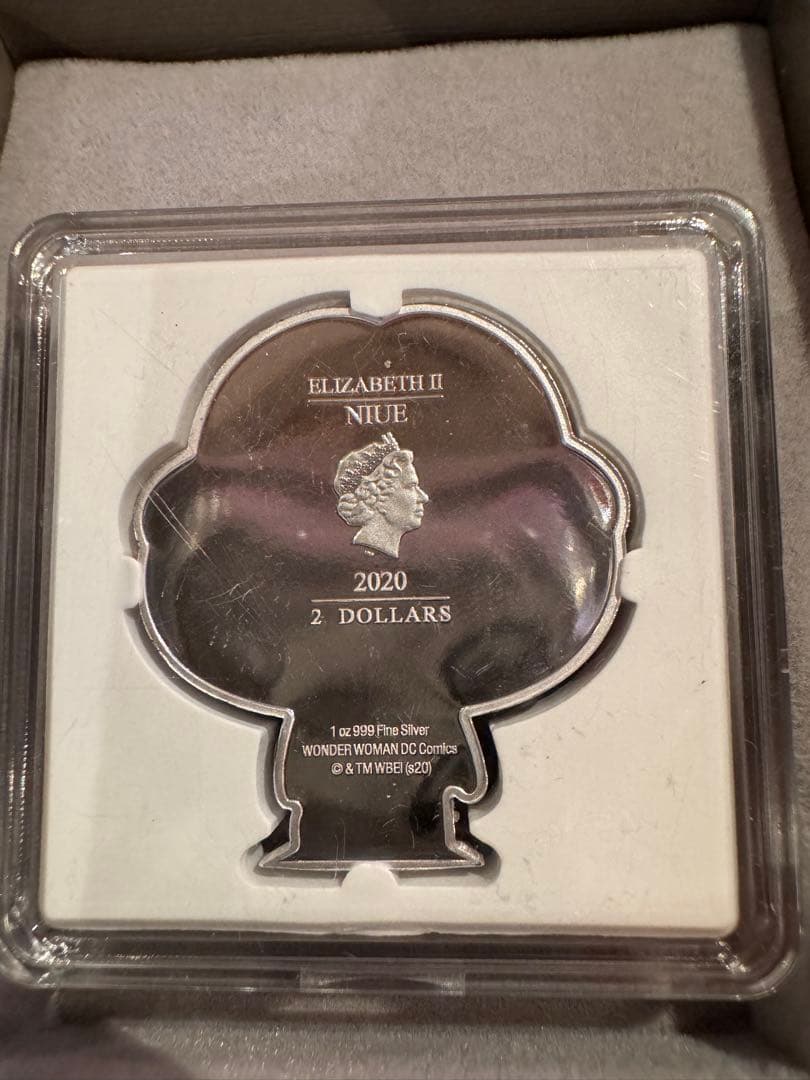 ELIZABETH II
NIUE
2020
2 DOLLARS
1 oz 999 Fine Silver
WONDER WOMAN DC Comics
© & TM WBEI (s20)